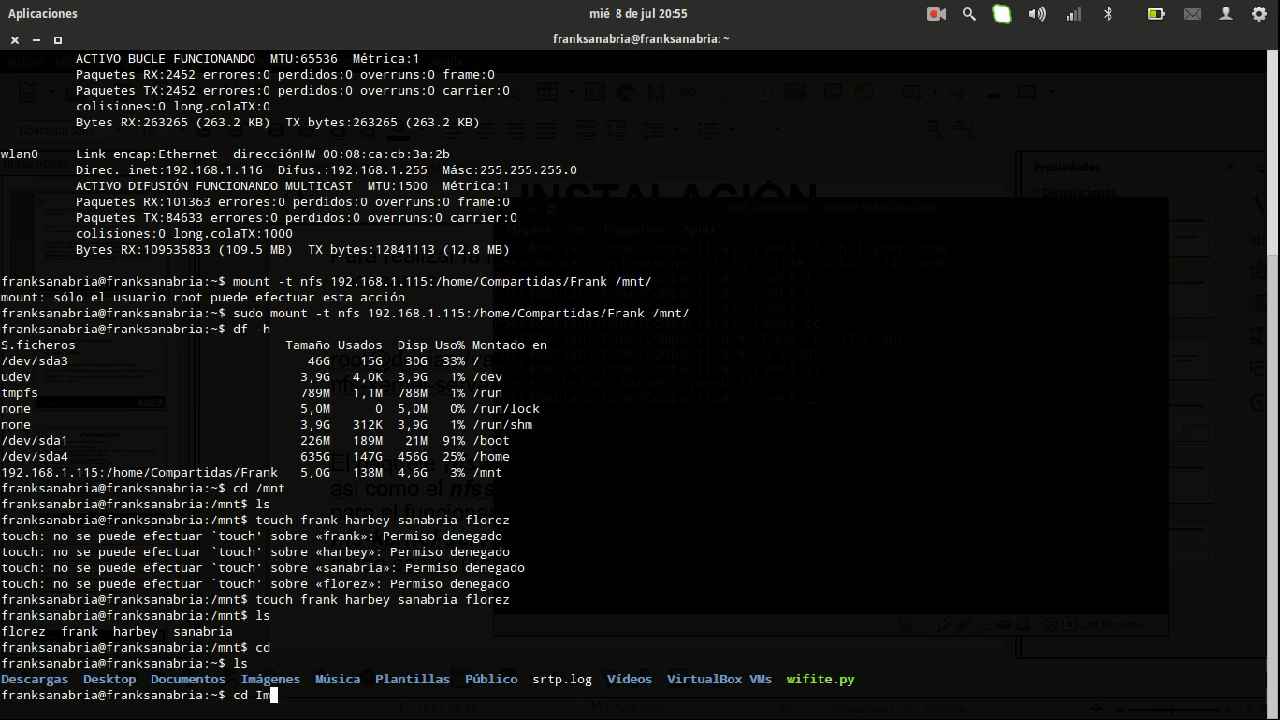 Aplicaciones
mié 8 de jul 20:55
franksanabria@franksanabria: ~
ACTIVO BUCLE FUNCIONANDO MTU:65536 Métrica:1
Paquetes RX:2452 errores:0 perdidos:0 overruns:0 frame:0
Paquetes TX:2452 errores:0 perdidos:0 overruns:0 carrier:0
colisiones:0 long.colaTX:0
Bytes RX:263265 (263.2 KB) TX bytes:263265 (263.2 KB)
wlan0 Link encap:Ethernet direcciónHW 00:08:ca:cb:3a:2b
Direc. inet:192.168.1.116 Difus.:192.168.1.255 Másc:255.255.255.0
ACTIVO DIFUSIÓN FUNCIONANDO MULTICAST MTU:1500 Métrica:1
Paquetes RX:101363 errores:0 perdidos:0 overruns:0 frame:0
Paquetes TX:84633 errores:0 perdidos:0 overruns:0 carrier:0
colisiones:0 long.colaTX:1000
Bytes RX:109535833 (109.5 MB) TX bytes:12841113 (12.8 MB)
franksanabria@franksanabria:~$ mount -t nfs 192.168.1.115:/home/Compartidas/Frank /mnt/
mount: sólo el usuario root puede efectuar esta acción
franksanabria@franksanabria:~$ sudo mount -t nfs 192.168.1.115:/home/Compartidas/Frank /mnt/
franksanabria@franksanabria:~$ df -h
S.ficheros Tamaño Usados Disp Uso% Montado en
/dev/sda3 46G 15G 30G 33% /
udev 3,9G 4,0K 3,9G 1% /dev
tmpfs 789M 1,1M 788M 1% /run
none 5,0M 0 5,0M 0% /run/lock
none 3,9G 312K 3,9G 1% /run/shm
/dev/sda1 226M 189M 21M 91% /boot
/dev/sda4 635G 147G 456G 25% /home
192.168.1.115:/home/Compartidas/Frank 5,0G 138M 4,6G 3% /mnt
franksanabria@franksanabria:~$ cd /mnt
franksanabria@franksanabria:/mnt$ ls
franksanabria@franksanabria:/mnt$ touch frank harbey sanabria florez
touch: no se puede efectuar `touch' sobre «frank»: Permiso denegado
touch: no se puede efectuar `touch' sobre «harbey»: Permiso denegado
touch: no se puede efectuar `touch' sobre «sanabria»: Permiso denegado
touch: no se puede efectuar `touch' sobre «florez»: Permiso denegado
franksanabria@franksanabria:/mnt$ touch frank harbey sanabria florez
franksanabria@franksanabria:/mnt$ ls
florez frank harbey sanabria
franksanabria@franksanabria:/mnt$ cd
franksanabria@franksanabria:~$ ls
Descargas Desktop Documentos Imágenes Música Plantillas Público srtp.log Vídeos VirtualBox VMs wifite.py
franksanabria@franksanabria:~$ cd Im
INSTALACIÓN
Propiedades
Disposiciones